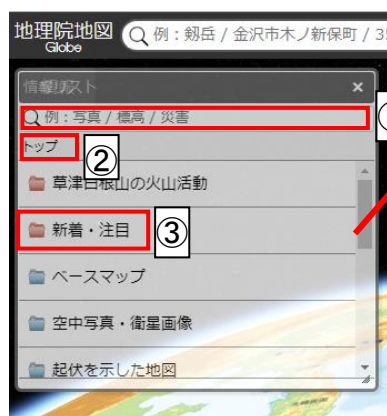 地理院地図
Globe
例：剱岳 / 金沢市木ノ新保町 / 35
情報リスト
例：写真 / 標高 / 災害
トップ
②
草津白根山の火山活動
新着・注目
③
ベースマップ
空中写真・衛星画像
起伏を示した地図